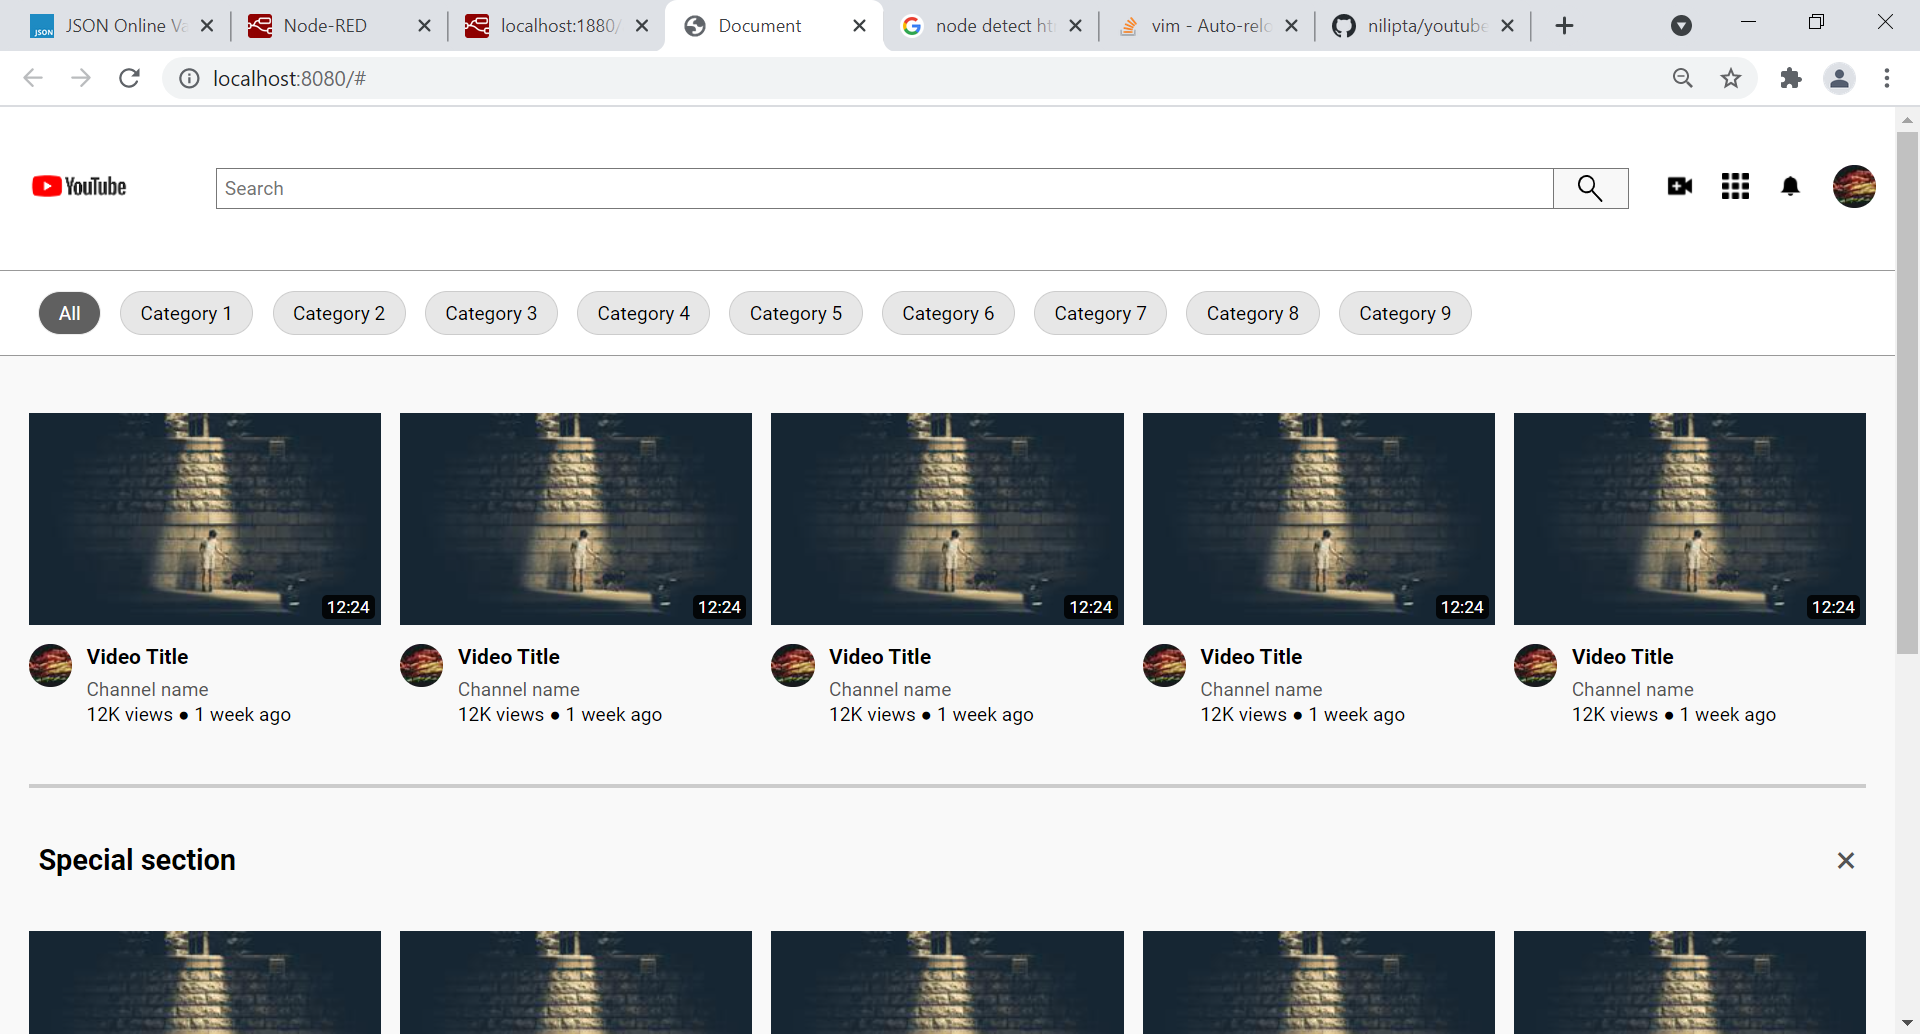 JSON Online Va
Node-RED
localhost:1880/
Document
node detect ht
vim - Auto-relo
nilipta/youtube
localhost:8080/#
YouTube
Search
All
Category 1
Category 2
Category 3
Category 4
Category 5
Category 6
Category 7
Category 8
Category 9
12:24
12:24
12:24
12:24
12:24
Video Title
Channel name
12K views ● 1 week ago
Video Title
Channel name
12K views ● 1 week ago
Video Title
Channel name
12K views ● 1 week ago
Video Title
Channel name
12K views ● 1 week ago
Video Title
Channel name
12K views ● 1 week ago
Special section